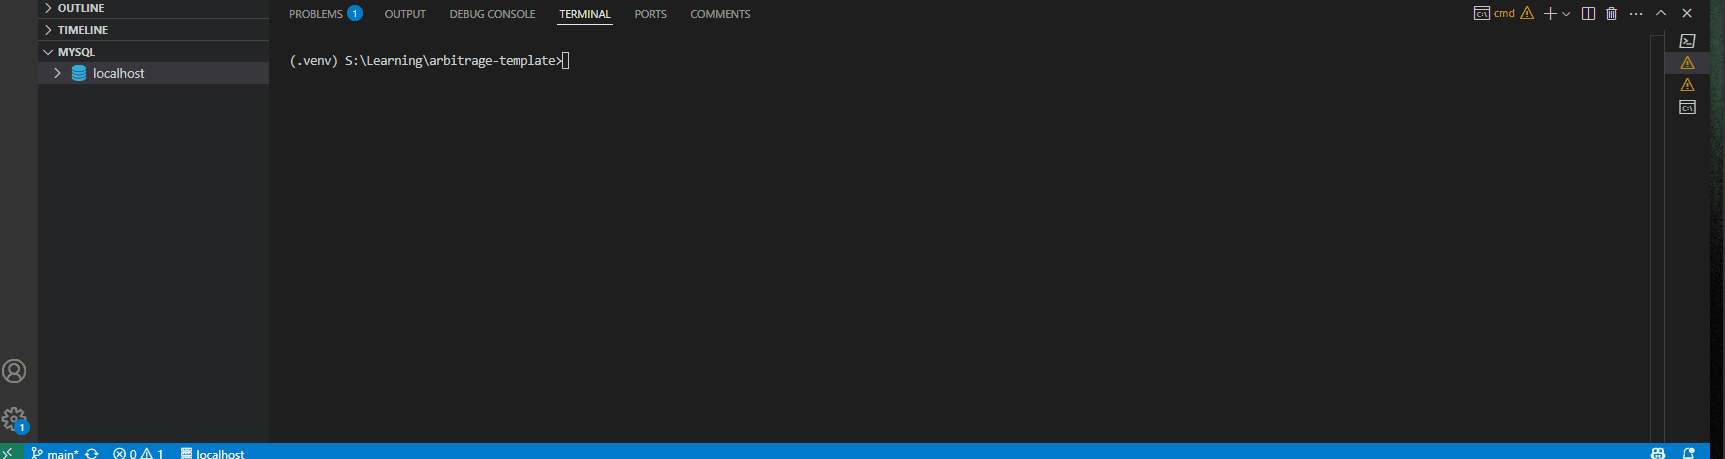 OUTLINE
TIMELINE
MYSQL
localhost
PROBLEMS 1 OUTPUT DEBUG CONSOLE TERMINAL PORTS COMMENTS
cmd
(.venv) S:\Learning\arbitrage-template>
1
main* 0 1 localhost